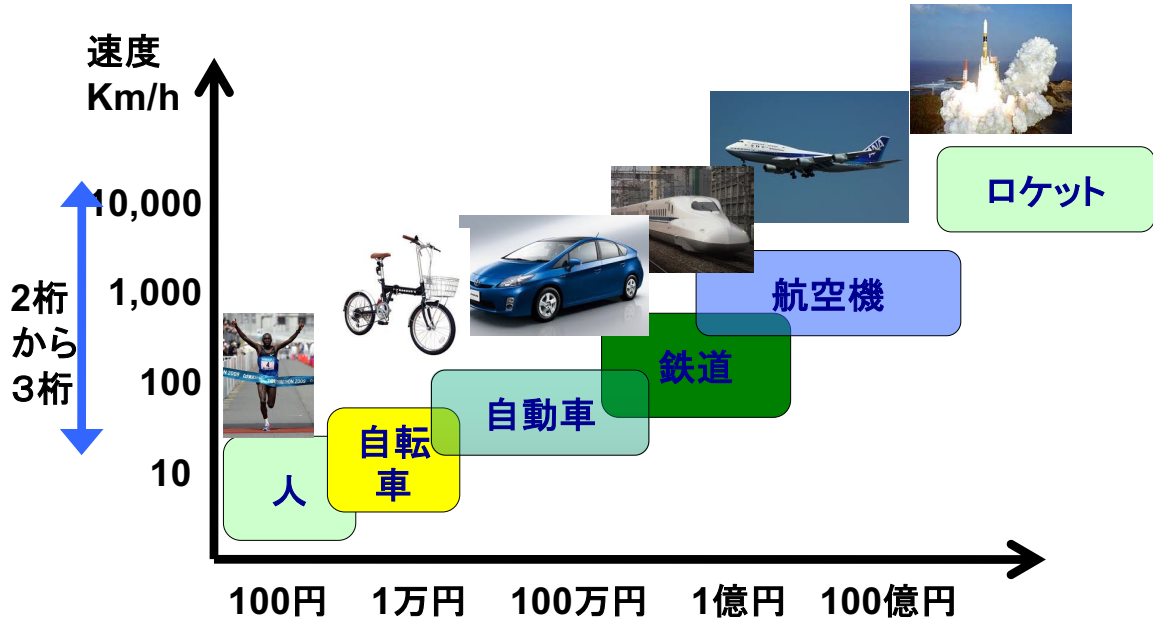 速度
Km/h
10,000
1,000
100
10
2桁
から
３桁
ロケット
航空機
鉄道
自動車
自転
車
人
100円
1万円
100万円
1億円
100億円
ANA
4